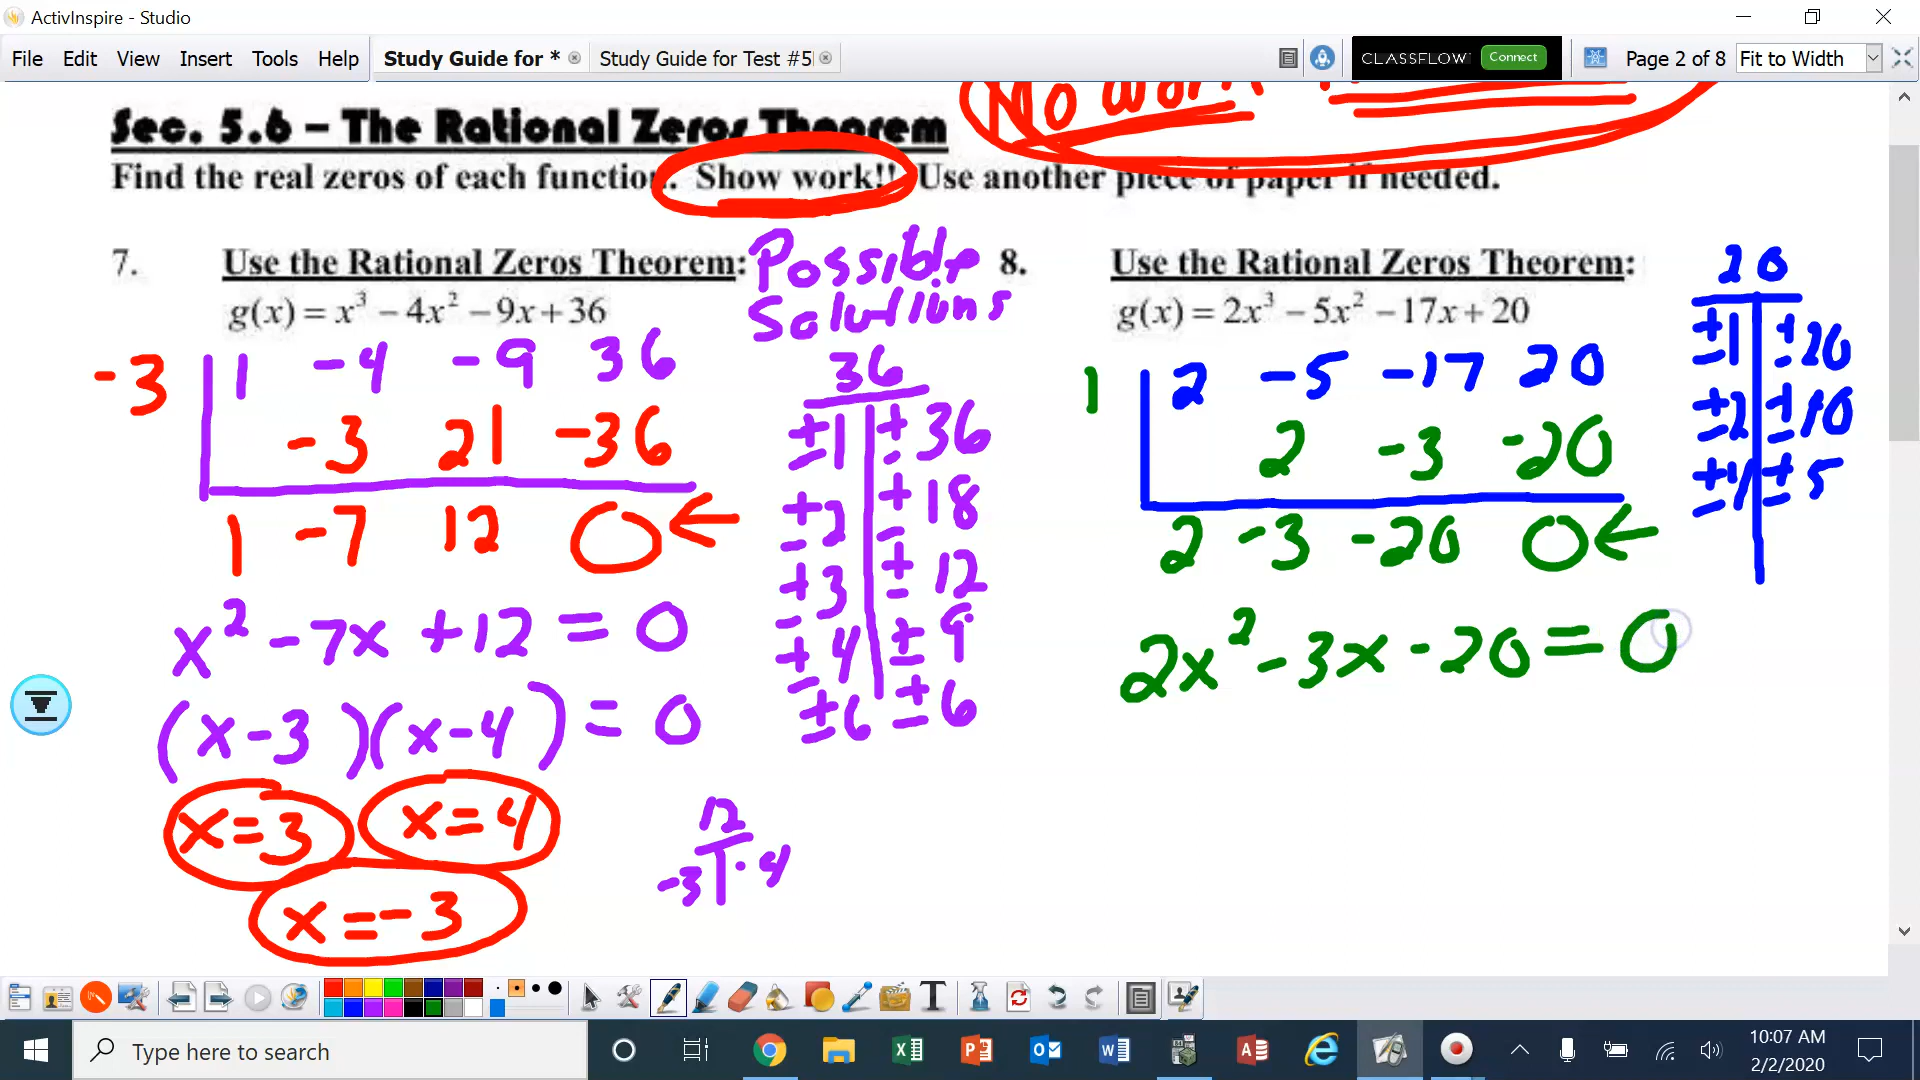 ActivInspire - Studio
File Edit View Insert Tools Help
Study Guide for *
Study Guide for Test #5
CLASSFLOW Connect
Page 2 of 8
Fit to Width
No work
Sec. 5.6 – The Rational Zeros Theorem
Find the real zeros of each function. Show work!! Use another piece of paper if needed.
7. Use the Rational Zeros Theorem:
g(x) = x³ − 4x² − 9x + 36
-3 | 1 -4 -9 36
-3 21 -36
1 -7 12 0 ←
x² - 7x + 12 = 0
(x-3)(x-4) = 0
x=3 x=4
x=-3
12
-3 | -4
Possible
Solutions
36
±1 | ±36
±2 | ±18
±3 | ±12
±4 | ±9
±6 | ±6
8. Use the Rational Zeros Theorem:
g(x) = 2x³ − 5x² − 17x + 20
1 | 2 -5 -17 20
2 -3 -20
2 -3 -20 0 ←
2x² - 3x - 20 = 0
20
±1 | ±20
±2 | ±10
±4 | ±5
Type here to search
10:07 AM
2/2/2020